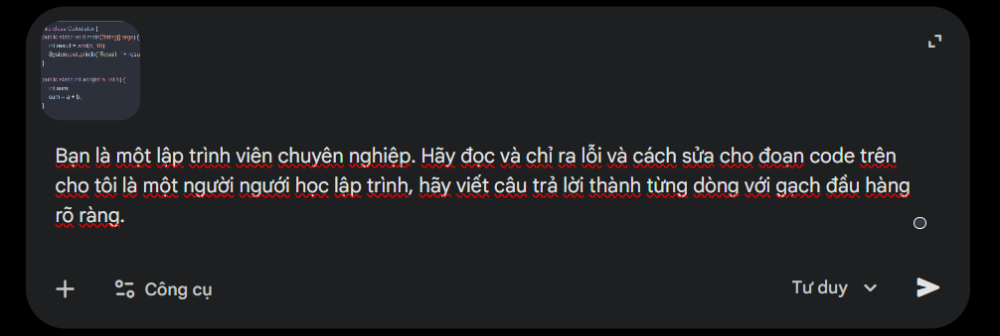 public class Calculator {
public static void main(String[] args) {
int result = add(5, 10);
System.out.println("Result: " + resu
}
public static int add(int a, int b) {
int sum;
sum = a + b;
}
Bạn là một lập trình viên chuyên nghiệp. Hãy đọc và chỉ ra lỗi và cách sửa cho đoạn code trên
cho tôi là một người ngưới học lập trình, hãy viết câu trả lời thành từng dòng với gạch đầu hàng
rõ ràng.
Công cụ
Tư duy